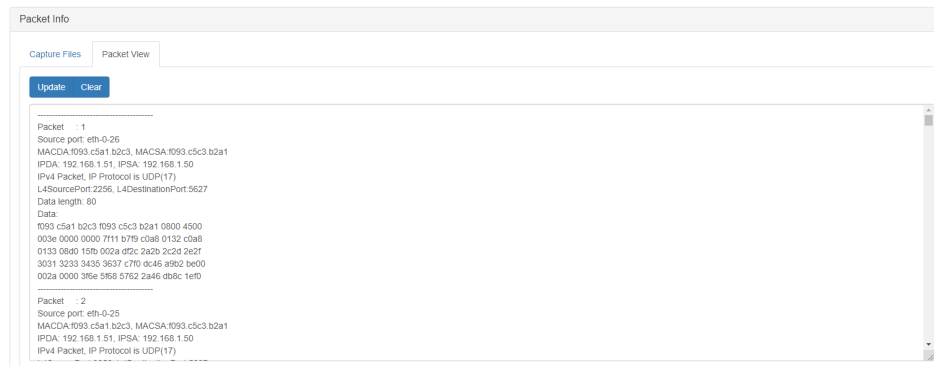 Packet Info
Capture Files Packet View
Update Clear
----------------------------------------
Packet : 1
Source port: eth-0-26
MACDA:f093.c5a1.b2c3, MACSA:f093.c5c3.b2a1
IPDA: 192.168.1.51, IPSA: 192.168.1.50
IPv4 Packet, IP Protocol is UDP(17)
L4SourcePort:2256, L4DestinationPort:5627
Data length: 80
Data:
f093 c5a1 b2c3 f093 c5c3 b2a1 0800 4500
003e 0000 0000 7f11 b7f9 c0a8 0132 c0a8
0133 08d0 15fb 002a df2c 2a2b 2c2d 2e2f
3031 3233 3435 3637 c7f0 dc46 a9b2 be00
002a 0000 3f6e 5f68 5762 2a46 db8c 1ef0
----------------------------------------
Packet : 2
Source port: eth-0-25
MACDA:f093.c5a1.b2c3, MACSA:f093.c5c3.b2a1
IPDA: 192.168.1.51, IPSA: 192.168.1.50
IPv4 Packet, IP Protocol is UDP(17)